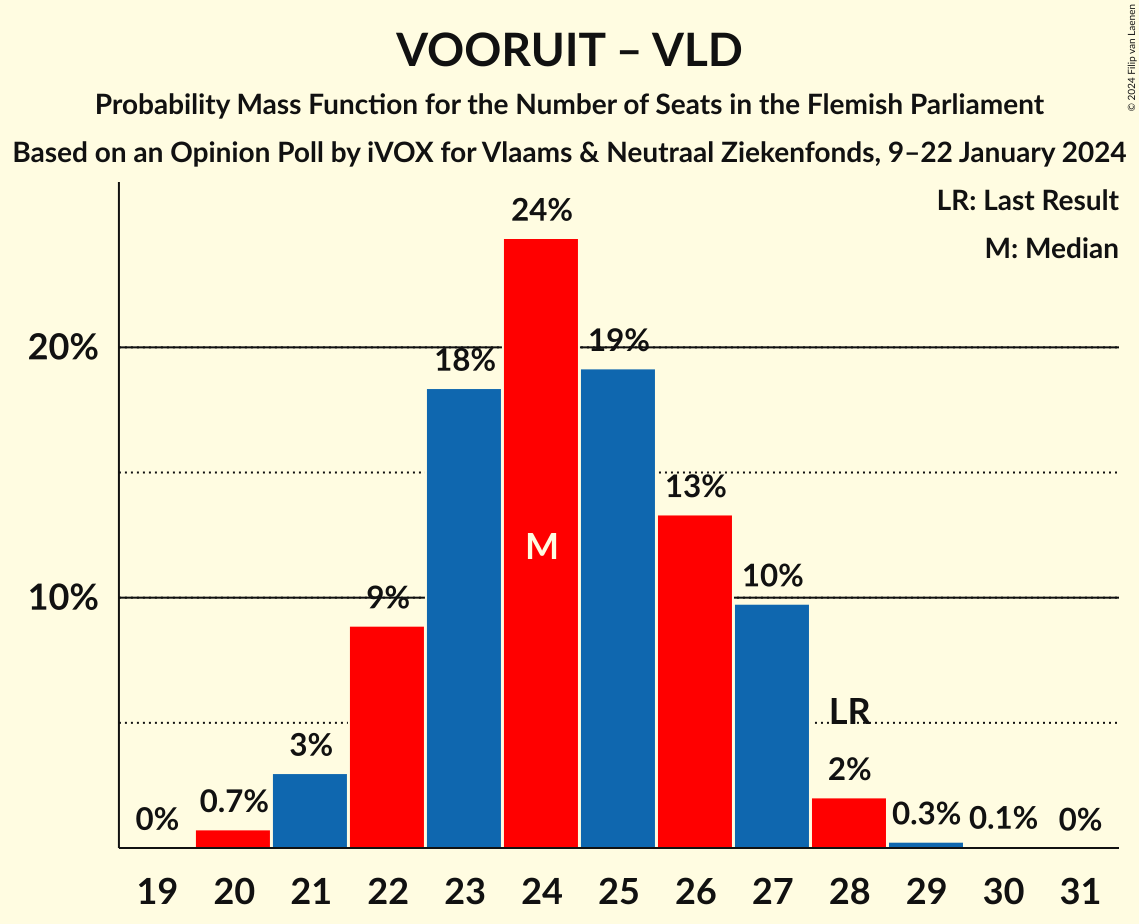 VOORUIT – VLD
Probability Mass Function for the Number of Seats in the Flemish Parliament
Based on an Opinion Poll by iVOX for Vlaams & Neutraal Ziekenfonds, 9–22 January 2024
© 2024 Filip van Laenen
LR: Last Result
M: Median
24%
20%
19%
18%
13%
M
10%
10%
9%
LR
3%
2%
0.7%
0.3%
0.1%
0%
0%
19 20 21 22 23 24 25 26 27 28 29 30 31